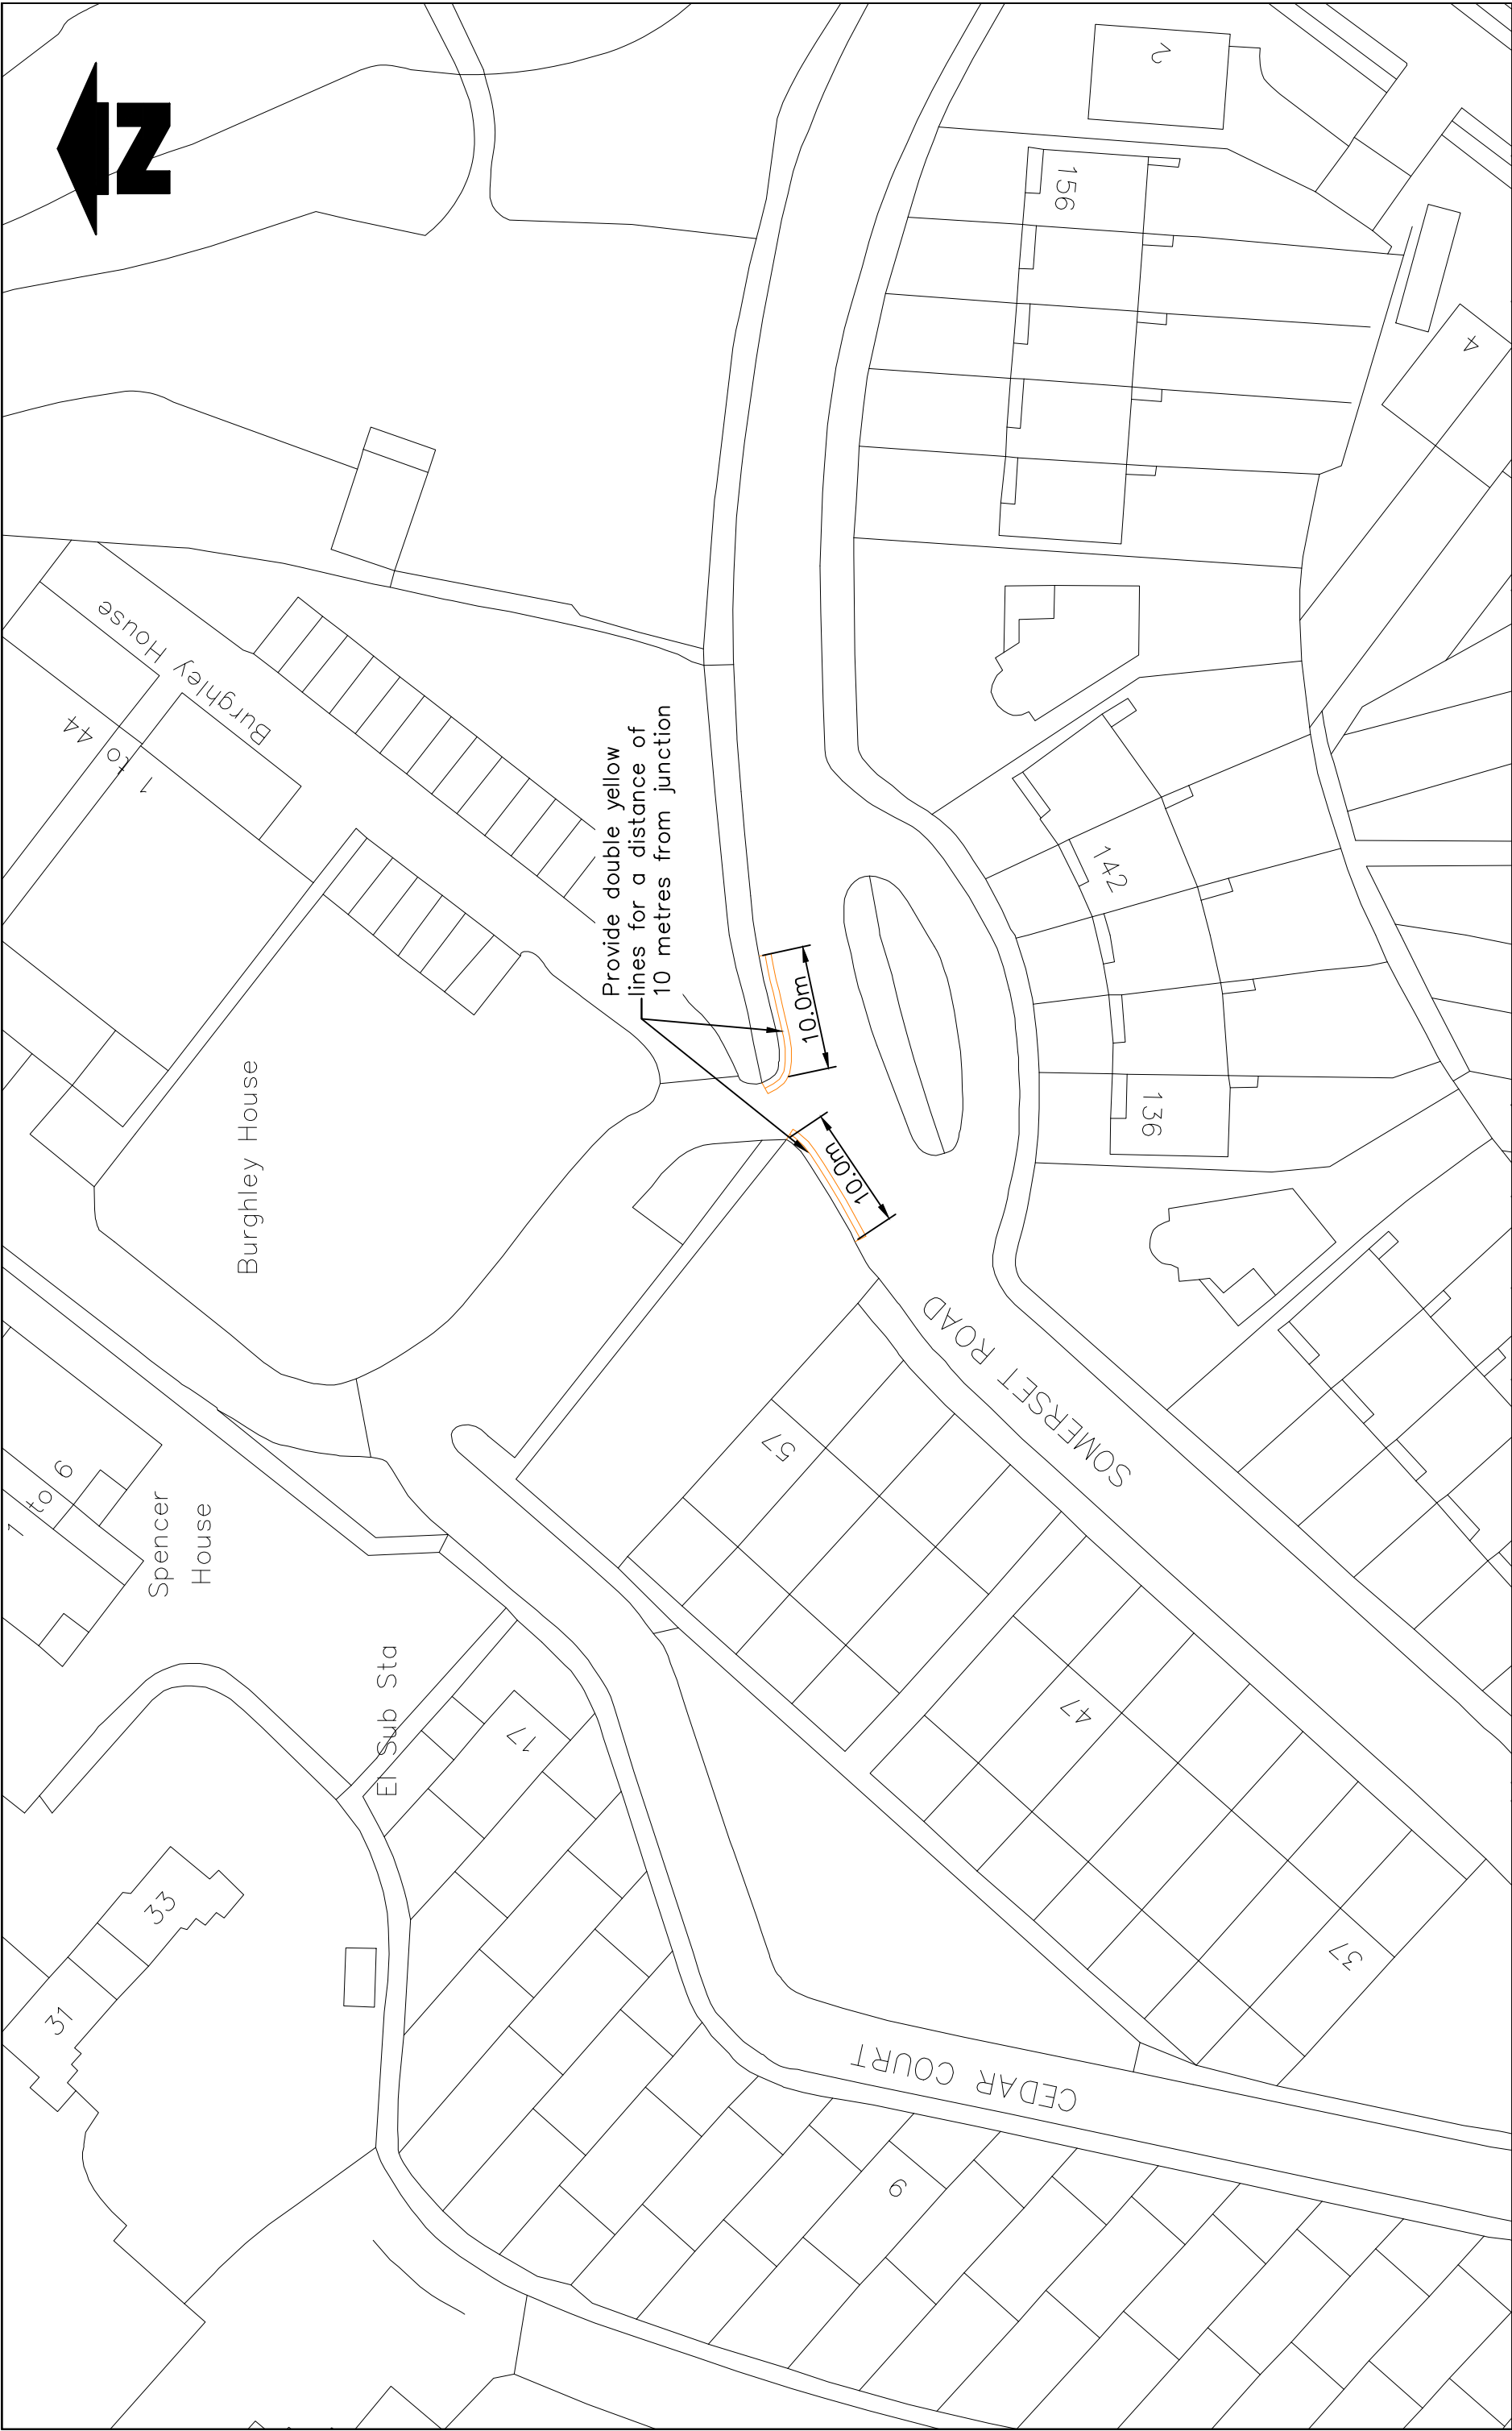 N
2
156
4
Burghley House
1 to 44
Provide double yellow
lines for a distance of
10 metres from junction
10.0m
10.0m
142
136
Burghley House
SOMERSET ROAD
57
47
37
1 to 6
Spencer
House
El Sub Sta
17
33
31
CEDAR COURT